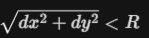 √(dx² + dy²) < R